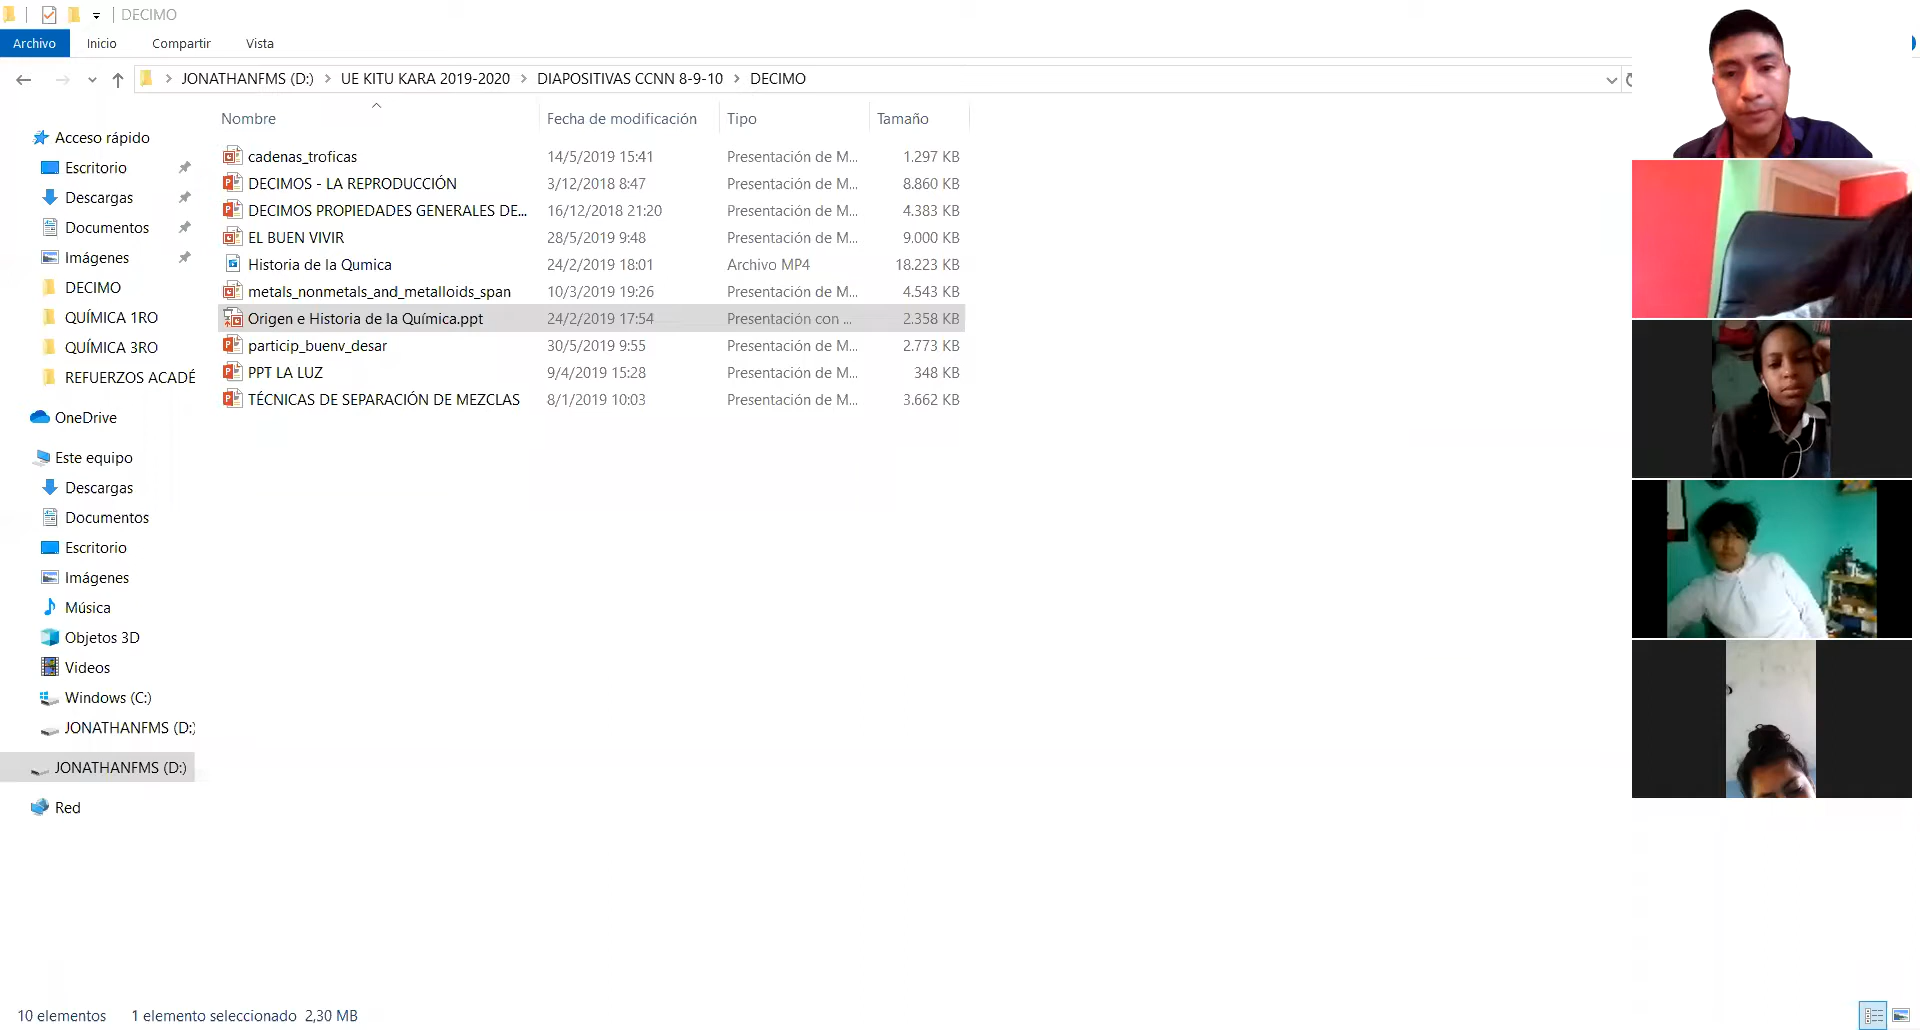 DECIMO
Archivo Inicio Compartir Vista
JONATHANFMS (D:) UE KITU KARA 2019-2020 DIAPOSITIVAS CCNN 8-9-10 DECIMO
Nombre Fecha de modificación Tipo Tamaño
Acceso rápido
Escritorio
Descargas
Documentos
Imágenes
DECIMO
QUÍMICA 1RO
QUÍMICA 3RO
REFUERZOS ACADÉ
OneDrive
Este equipo
Descargas
Documentos
Escritorio
Imágenes
Música
Objetos 3D
Videos
Windows (C:)
JONATHANFMS (D:)
JONATHANFMS (D:)
Red
cadenas_troficas 14/5/2019 15:41 Presentación de M... 1.297 KB
DECIMOS - LA REPRODUCCIÓN 3/12/2018 8:47 Presentación de M... 8.860 KB
DECIMOS PROPIEDADES GENERALES DE... 16/12/2018 21:20 Presentación de M... 4.383 KB
EL BUEN VIVIR 28/5/2019 9:48 Presentación de M... 9.000 KB
Historia de la Qumica 24/2/2019 18:01 Archivo MP4 18.223 KB
metals_nonmetals_and_metalloids_span 10/3/2019 19:26 Presentación de M... 4.543 KB
Origen e Historia de la Química.ppt 24/2/2019 17:54 Presentación con ... 2.358 KB
particip_buenv_desar 30/5/2019 9:55 Presentación de M... 2.773 KB
PPT LA LUZ 9/4/2019 15:28 Presentación de M... 348 KB
TÉCNICAS DE SEPARACIÓN DE MEZCLAS 8/1/2019 10:03 Presentación de M... 3.662 KB
10 elementos 1 elemento seleccionado 2,30 MB